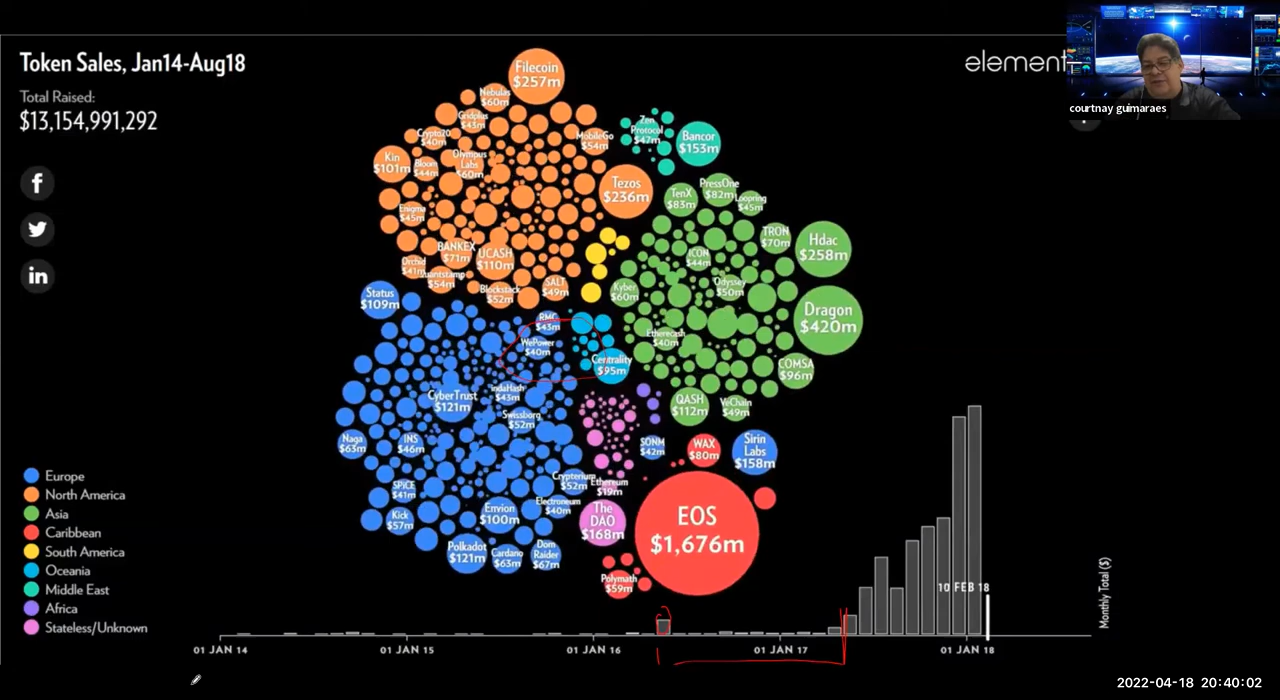 Token Sales, Jan14-Aug18
Total Raised:
$13,154,991,292
element
courtnay guimaraes
Filecoin
$257m
Nebulas
$60m
Gridplus
$43m
Crypto20
$40m
MobileGo
$54m
Kin
$101m
Bloom
$44m
Olympus
Labs
$60m
Tezos
$236m
Enigma
$45m
BANKEX
$71m
UCASH
$110m
Orchid
$41m
Quantstamp
$54m
Blockstack
$52m
SALT
$49m
Zen
Protocol
$47m
Bancor
$153m
TenX
$83m
PressOne
$82m
Loopring
$45m
TRON
$70m
Hdac
$258m
ICON
$44m
Kyber
$60m
Odyssey
$50m
Dragon
$420m
Ethercash
$40m
COMSA
$96m
QASH
$112m
VeChain
$49m
Status
$109m
RMC
$43m
WePower
$40m
Centrality
$95m
CyberTrust
$121m
indaHash
$43m
Swissborg
$52m
Naga
$63m
INS
$46m
SPiCE
$41m
Kick
$57m
Envion
$100m
Crypterium
$52m
Electroneum
$40m
Polkadot
$121m
Cardano
$63m
Dom
Raider
$67m
SONM
$42m
WAX
$80m
Sirin
Labs
$158m
Ethereum
$19m
The
DAO
$168m
EOS
$1,676m
Polymath
$59m
Europe
North America
Asia
Caribbean
South America
Oceania
Middle East
Africa
Stateless/Unknown
10 FEB 18
Monthly Total ($)
01 JAN 14
01 JAN 15
01 JAN 16
01 JAN 17
01 JAN 18
2022-04-18 20:40:02